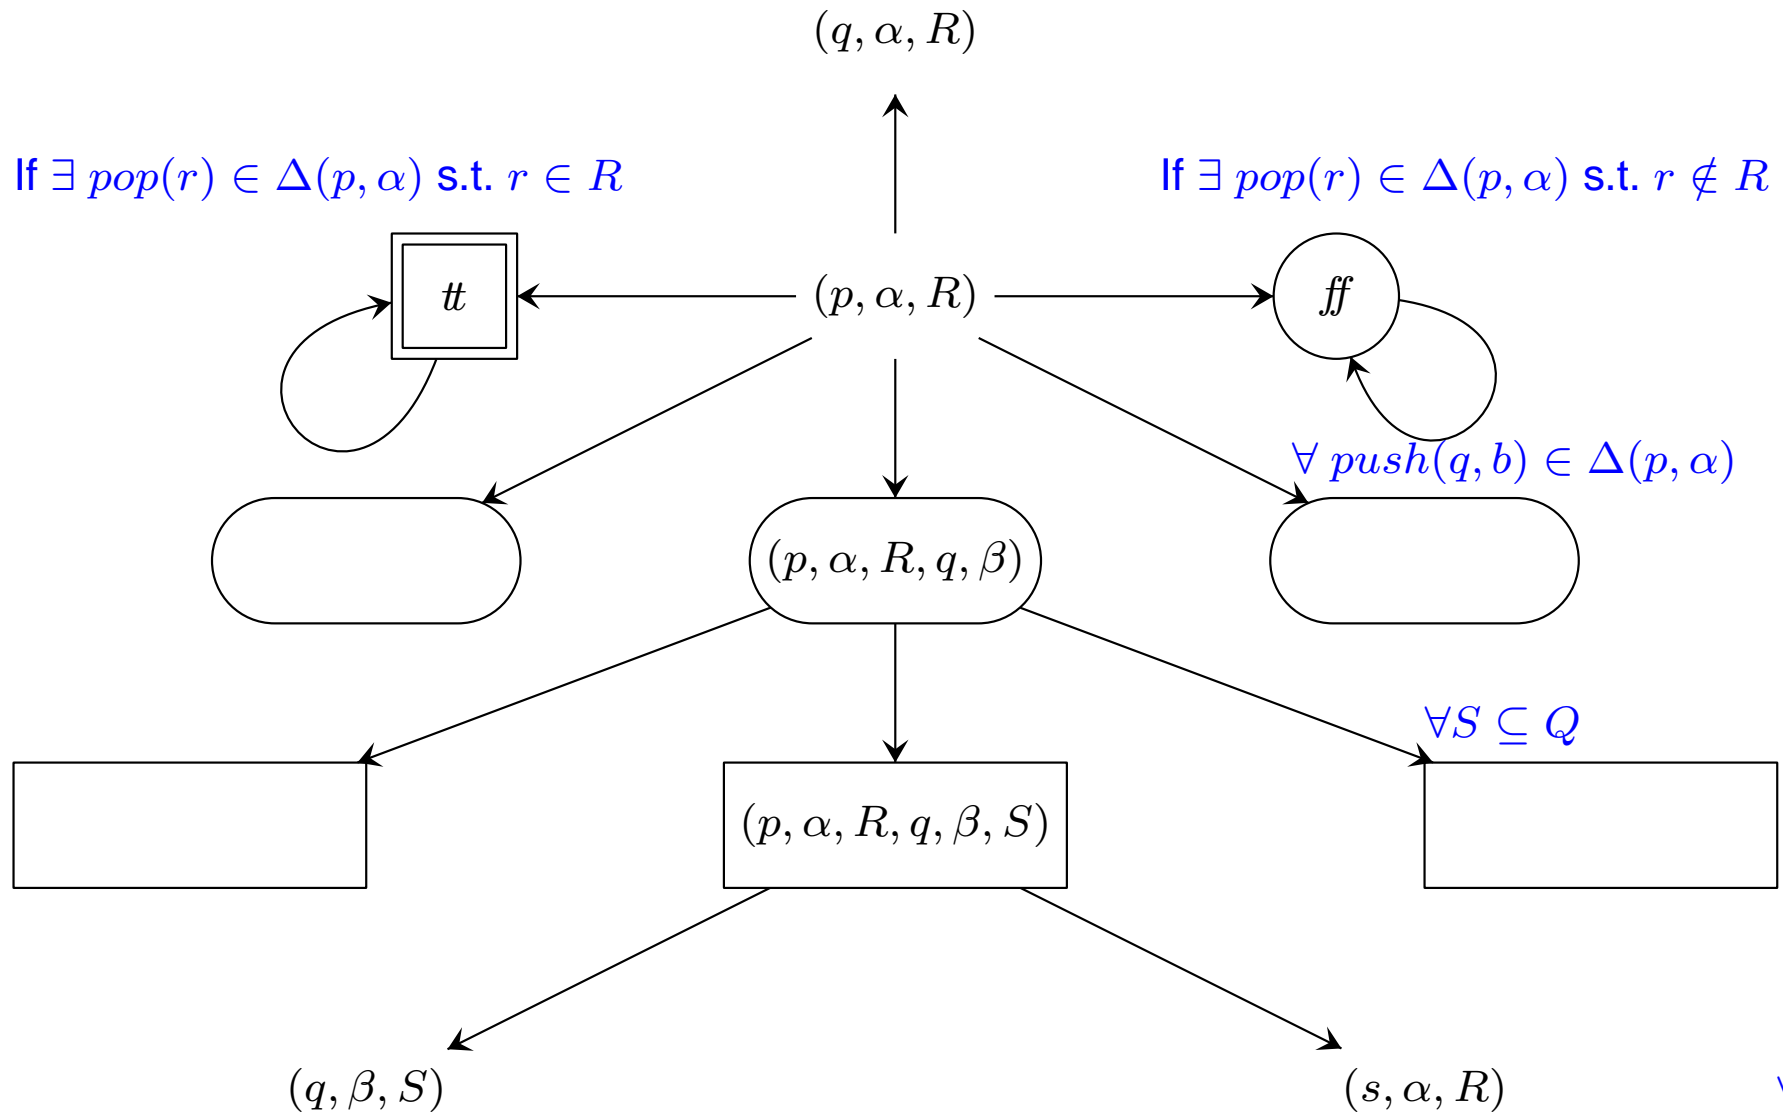 (q, α, R)
If ∃ pop(r) ∈ Δ(p, α) s.t. r ∈ R
If ∃ pop(r) ∈ Δ(p, α) s.t. r ∉ R
tt
(p, α, R)
ff
∀ push(q, b) ∈ Δ(p, α)
(p, α, R, q, β)
∀S ⊆ Q
(p, α, R, q, β, S)
(q, β, S)
(s, α, R)